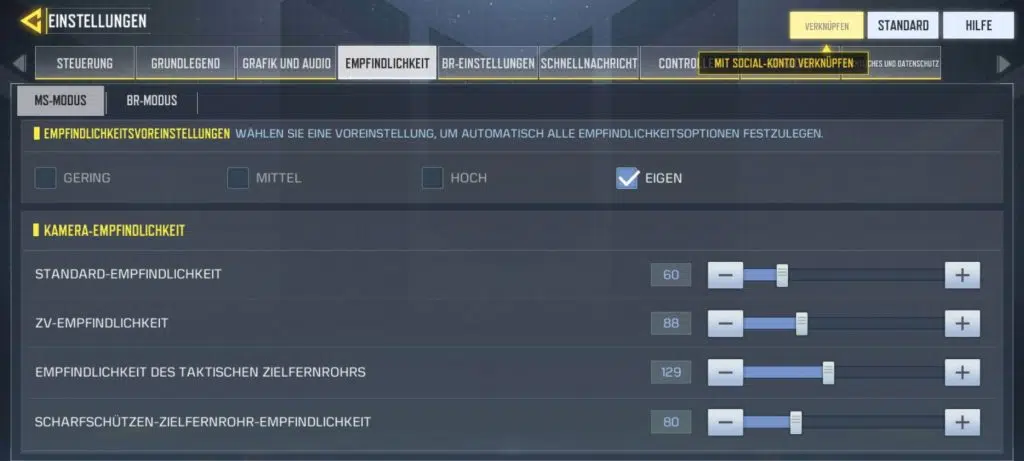 EINSTELLUNGEN
VERKNÜPFEN
STANDARD
HILFE
STEUERUNG
GRUNDLEGEND
GRAFIK UND AUDIO
EMPFINDLICHKEIT
BR-EINSTELLUNGEN
SCHNELLNACHRICHT
MIT SOCIAL-KONTO VERKNÜPFEN
UND DATENSCHUTZ
MS-MODUS
BR-MODUS
EMPFINDLICHKEITSVOREINSTELLUNGEN WÄHLEN SIE EINE VOREINSTELLUNG, UM AUTOMATISCH ALLE EMPFINDLICHKEITSOPTIONEN FESTZULEGEN.
GERING
MITTEL
HOCH
EIGEN
KAMERA-EMPFINDLICHKEIT
STANDARD-EMPFINDLICHKEIT 60
ZV-EMPFINDLICHKEIT 88
EMPFINDLICHKEIT DES TAKTISCHEN ZIELFERNROHRS 129
SCHARFSCHÜTZEN-ZIELFERNROHR-EMPFINDLICHKEIT 80